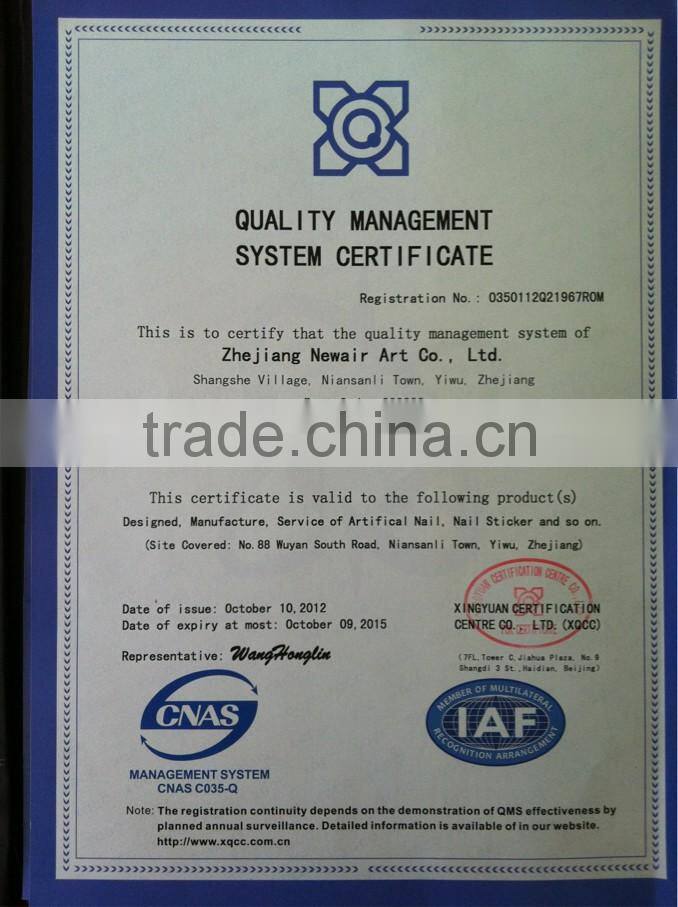 QUALITY MANAGEMENT
SYSTEM CERTIFICATE
Registration No.: 0350112Q21967R0M
This is to certify that the quality management system of
Zhejiang Newair Art Co., Ltd.
Shangshe Village, Niansanli Town, Yiwu, Zhejiang
trade.china.cn
This certificate is valid to the following product(s)
Designed, Manufacture, Service of Artifical Nail, Nail Sticker and so on.
(Site Covered: No.88 Wuyan South Road, Niansanli Town, Yiwu, Zhejiang)
Date of issue: October 10,2012
Date of expiry at most: October 09,2015
Representative: WangHonglin
XINGYUAN CERTIFICATION
CENTRE CO., LTD. (XQCC)
(7FL,Tower C,Jiahua Plaza, No.9
Shangdi 3 St.,Haidian, Beijing)
CNAS
MANAGEMENT SYSTEM
CNAS C035-Q
MEMBER OF MULTILATERAL
IAF
RECOGNITION ARRANGEMENT
Note: The registration continuity depends on the demonstration of QMS effectiveness by
planned annual surveillance. Detailed information is available of in our website.
http://www.xqcc.com.cn